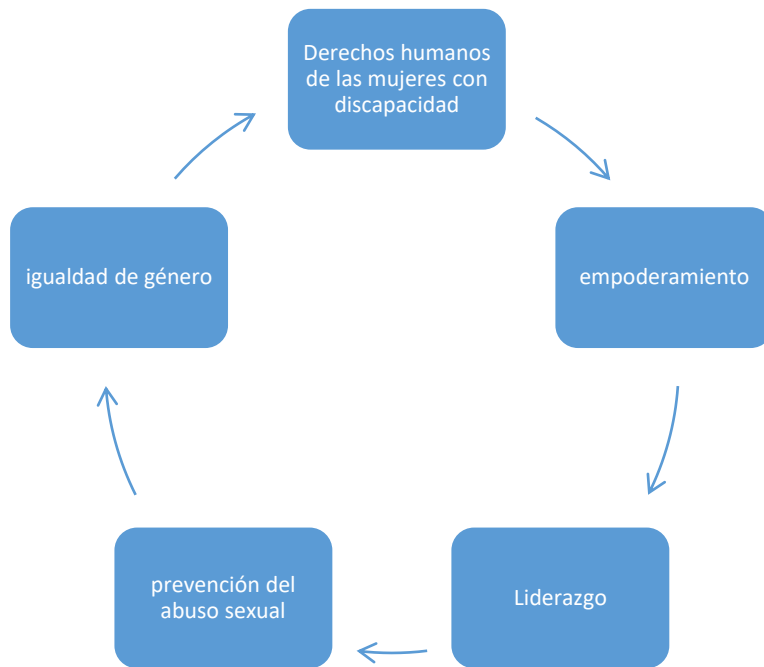 Derechos humanos
de las mujeres con
discapacidad
empoderamiento
Liderazgo
prevención del
abuso sexual
igualdad de género